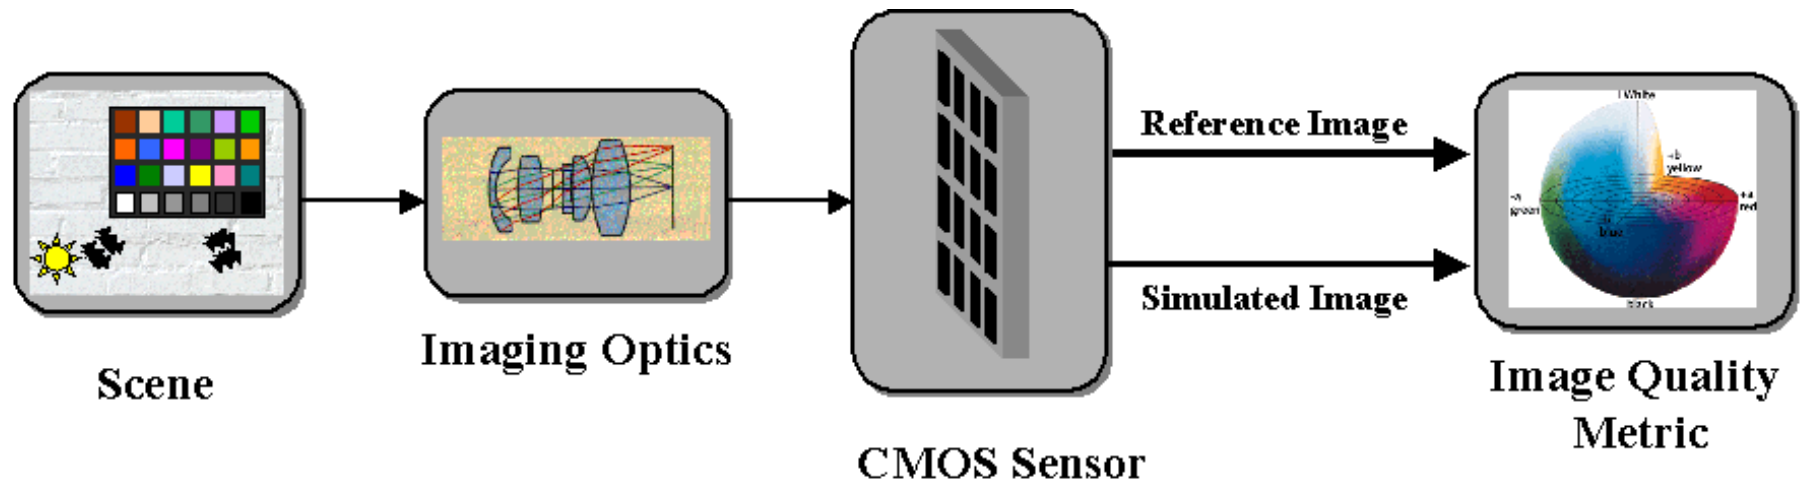 Scene
Imaging Optics
CMOS Sensor
Reference Image
Simulated Image
White
+b
yellow
-a
green
+a
red
blue
black
Image Quality
Metric